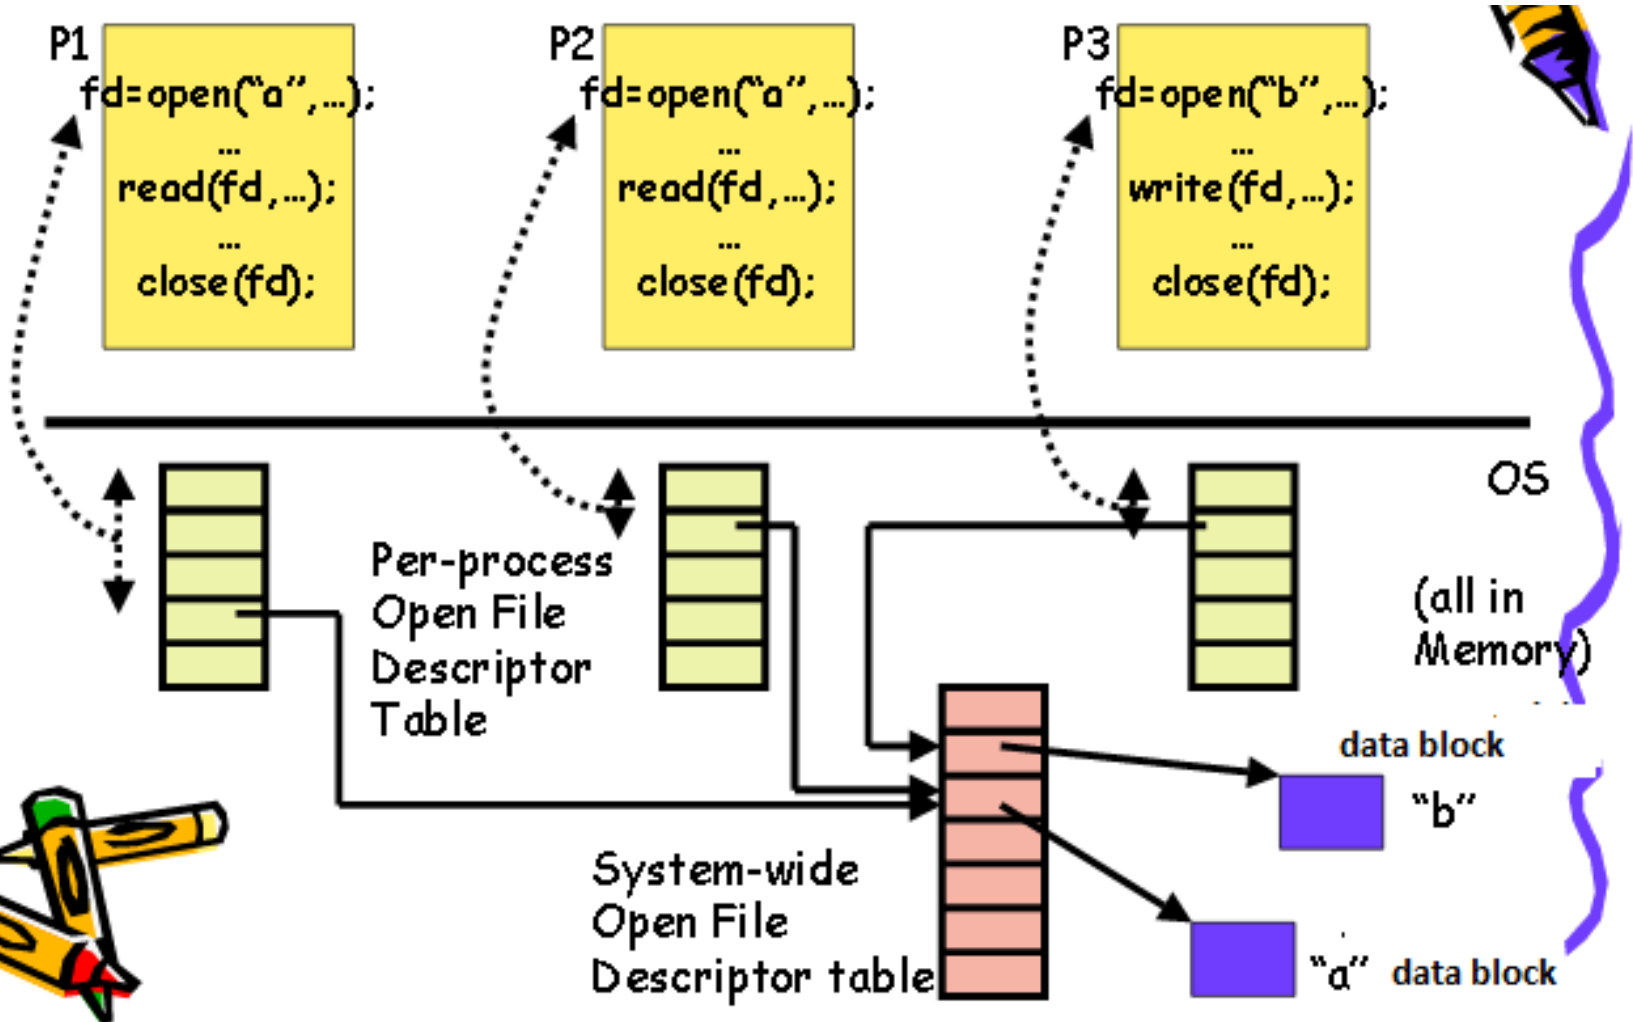 P1
fd=open(“a”,…);
…
read(fd,…);
…
close(fd);
P2
fd=open(“a”,…);
…
read(fd,…);
…
close(fd);
P3
fd=open(“b”,…);
…
write(fd,…);
…
close(fd);
OS
(all in
Memory)
Per-process
Open File
Descriptor
Table
data block
“b”
System-wide
Open File
Descriptor table
“a” data block